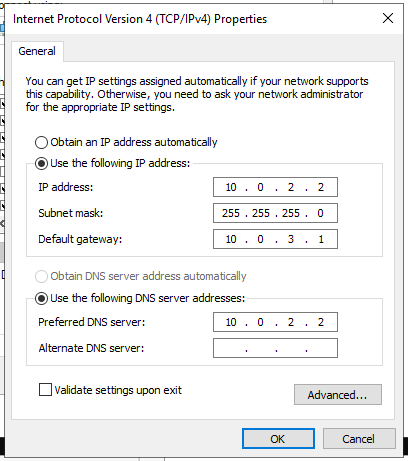 Internet Protocol Version 4 (TCP/IPv4) Properties
General
You can get IP settings assigned automatically if your network supports
this capability. Otherwise, you need to ask your network administrator
for the appropriate IP settings.
Obtain an IP address automatically
Use the following IP address:
IP address: 10 . 0 . 2 . 2
Subnet mask: 255 . 255 . 255 . 0
Default gateway: 10 . 0 . 3 . 1
Obtain DNS server address automatically
Use the following DNS server addresses:
Preferred DNS server: 10 . 0 . 2 . 2
Alternate DNS server: . . .
Validate settings upon exit
Advanced...
OK Cancel